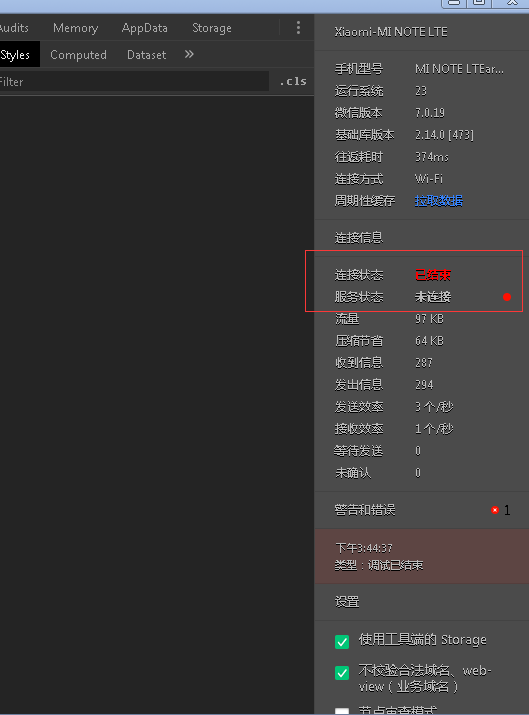 Audits Memory AppData Storage
Styles Computed Dataset »
Filter .cls
Xiaomi-MI NOTE LTE
手机型号 MI NOTE LTEar...
运行系统 23
微信版本 7.0.19
基础库版本 2.14.0 [473]
往返耗时 374ms
连接方式 Wi-Fi
周期性缓存 拉取数据
连接信息
连接状态 已结束
服务状态 未连接
流量 97 KB
压缩节省 64 KB
收到信息 287
发出信息 294
发送效率 3 个/秒
接收效率 1 个/秒
等待发送 0
未确认 0
警告和错误 1
下午3:44:37
类型：调试已结束
设置
使用工具端的 Storage
不校验合法域名、web-
view（业务域名）
节点审查模式